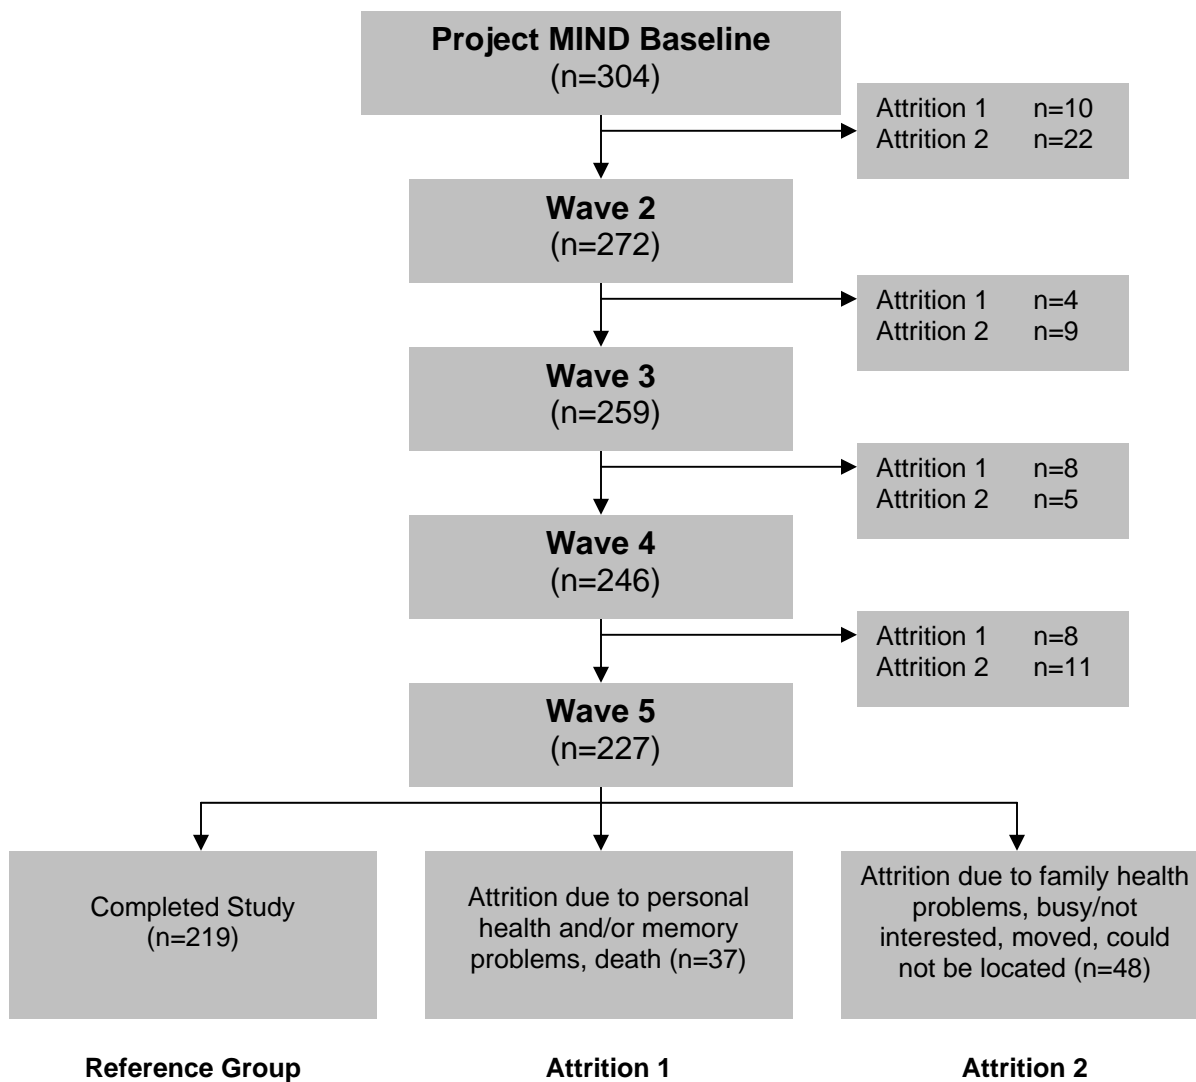 Project MIND Baseline
(n=304)
Attrition 1 n=10
Attrition 2 n=22
Wave 2
(n=272)
Attrition 1 n=4
Attrition 2 n=9
Wave 3
(n=259)
Attrition 1 n=8
Attrition 2 n=5
Wave 4
(n=246)
Attrition 1 n=8
Attrition 2 n=11
Wave 5
(n=227)
Completed Study
(n=219)
Attrition due to personal
health and/or memory
problems, death (n=37)
Attrition due to family health
problems, busy/not
interested, moved, could
not be located (n=48)
Reference Group
Attrition 1
Attrition 2